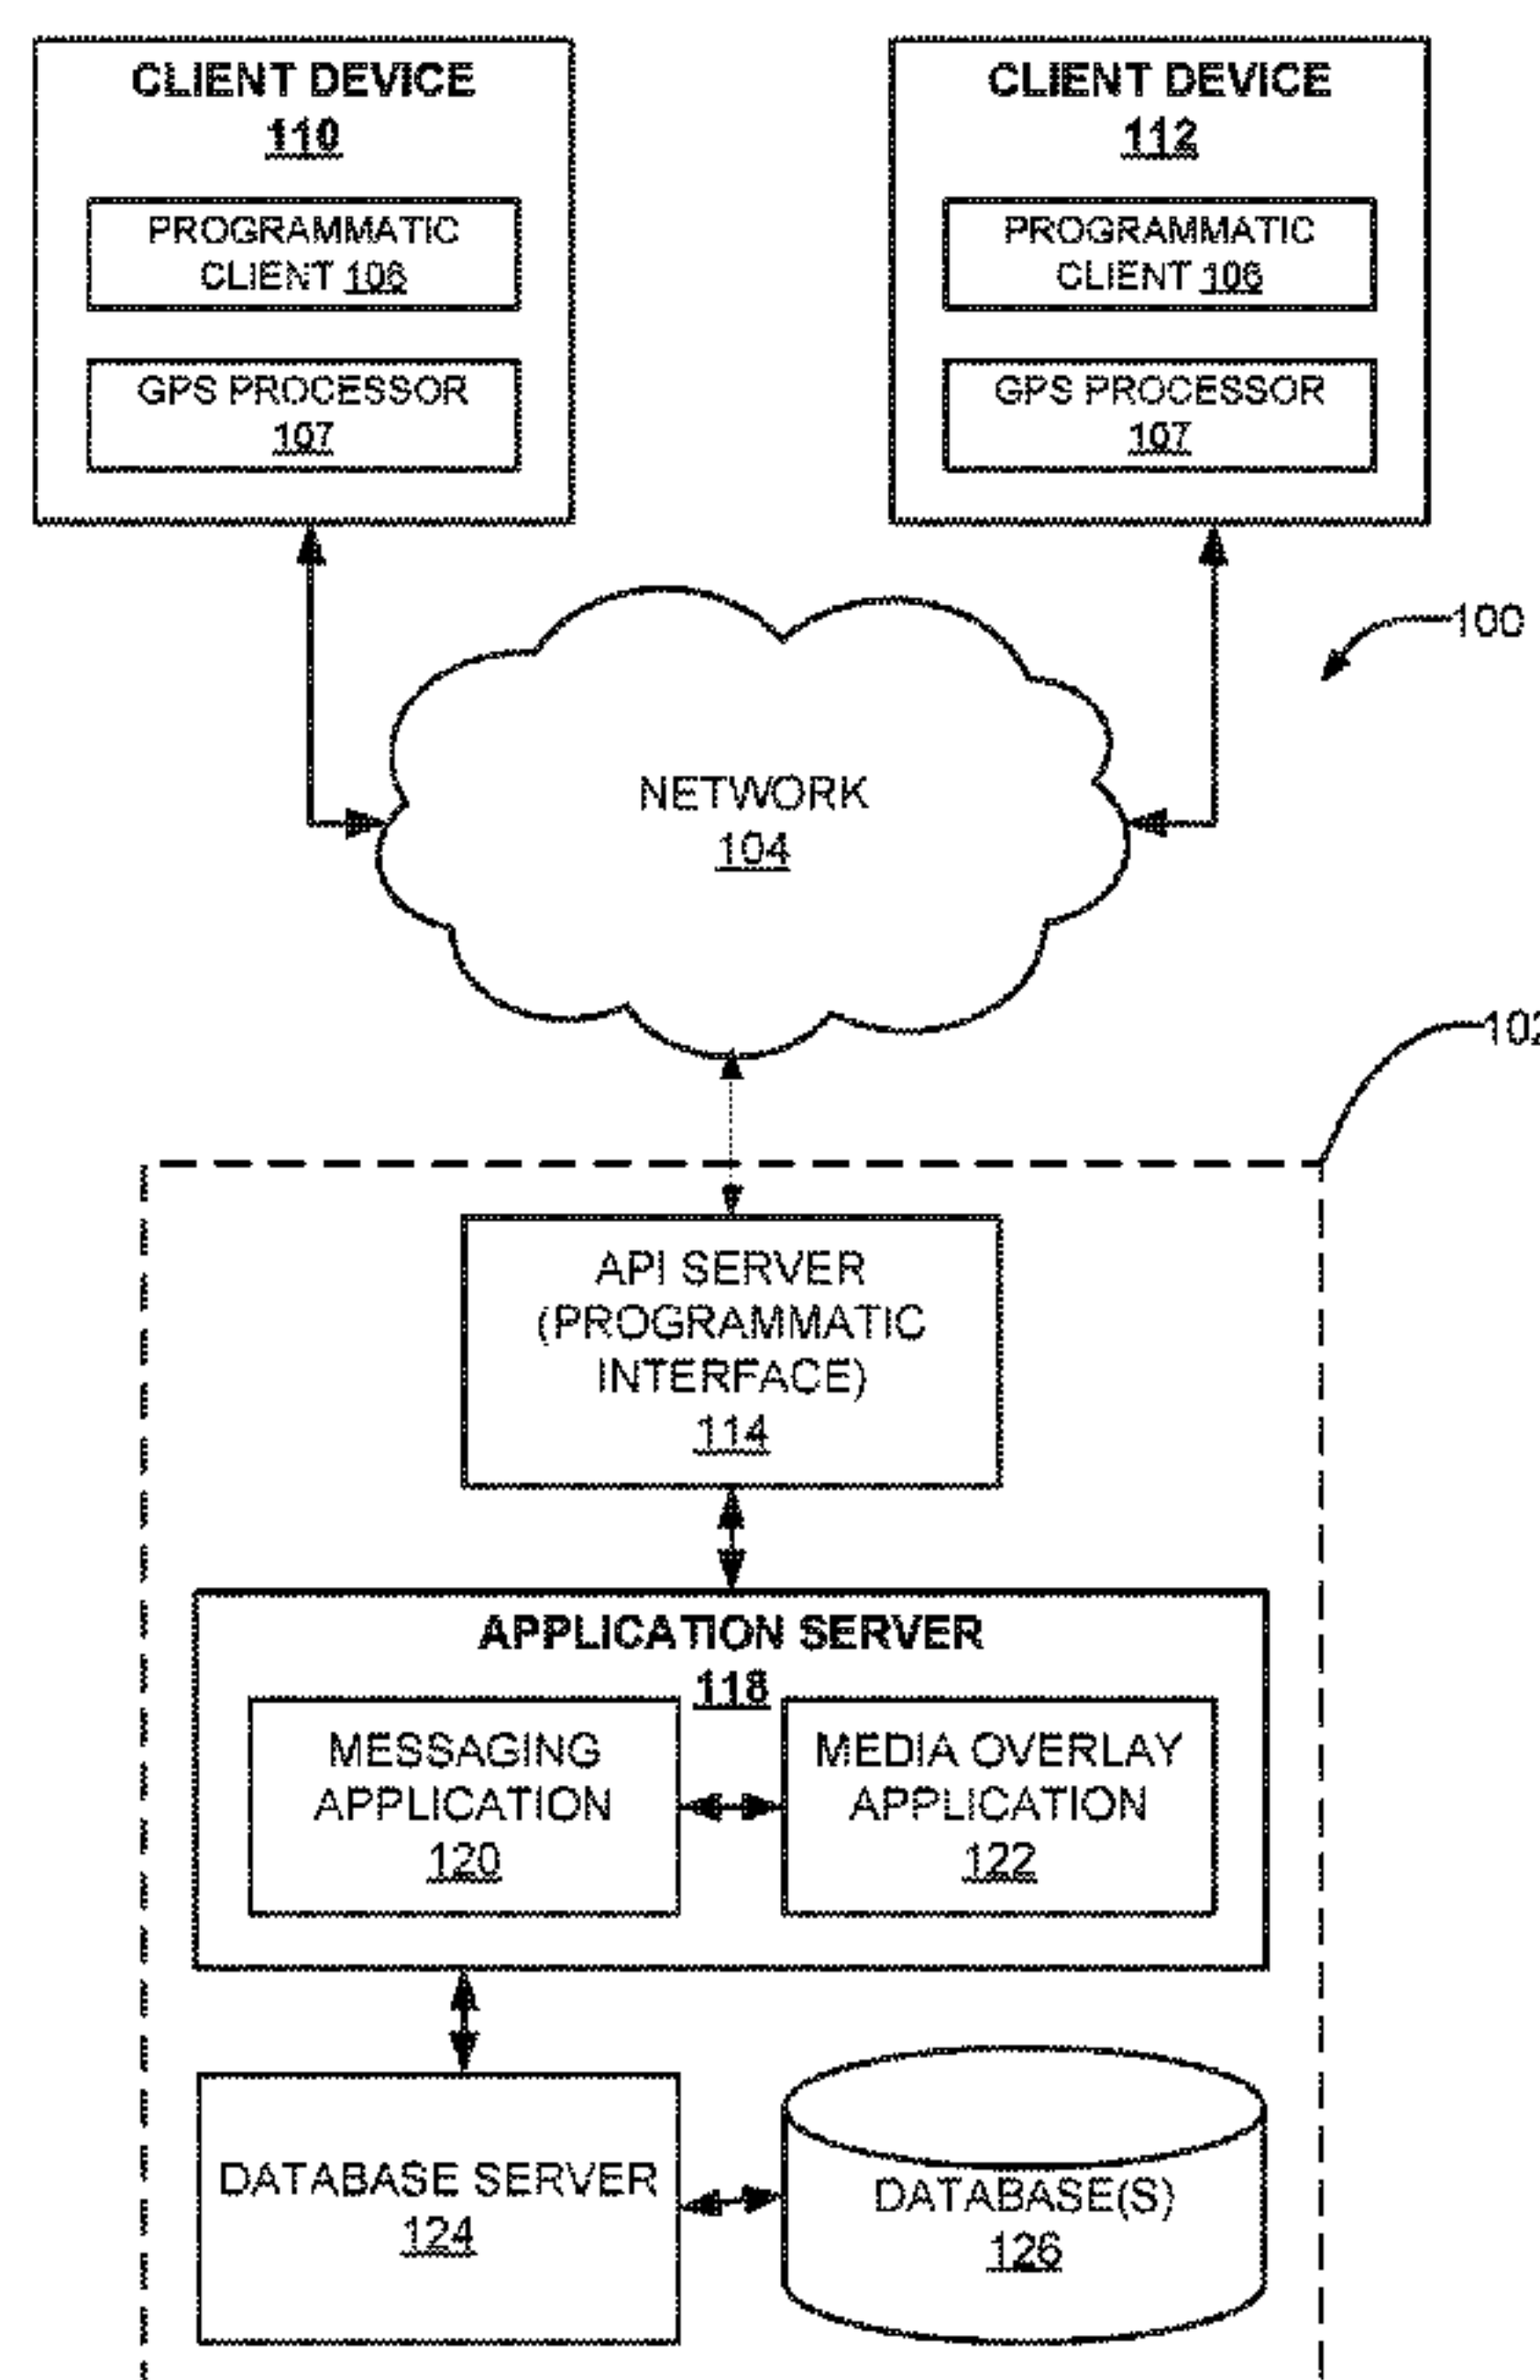 CLIENT DEVICE
110
PROGRAMMATIC
CLIENT 106
GPS PROCESSOR
107
CLIENT DEVICE
112
PROGRAMMATIC
CLIENT 106
GPS PROCESSOR
107
100
NETWORK
104
102
API SERVER
(PROGRAMMATIC
INTERFACE)
114
APPLICATION SERVER
118
MESSAGING
APPLICATION
120
MEDIA OVERLAY
APPLICATION
122
DATABASE SERVER
124
DATABASE(S)
126